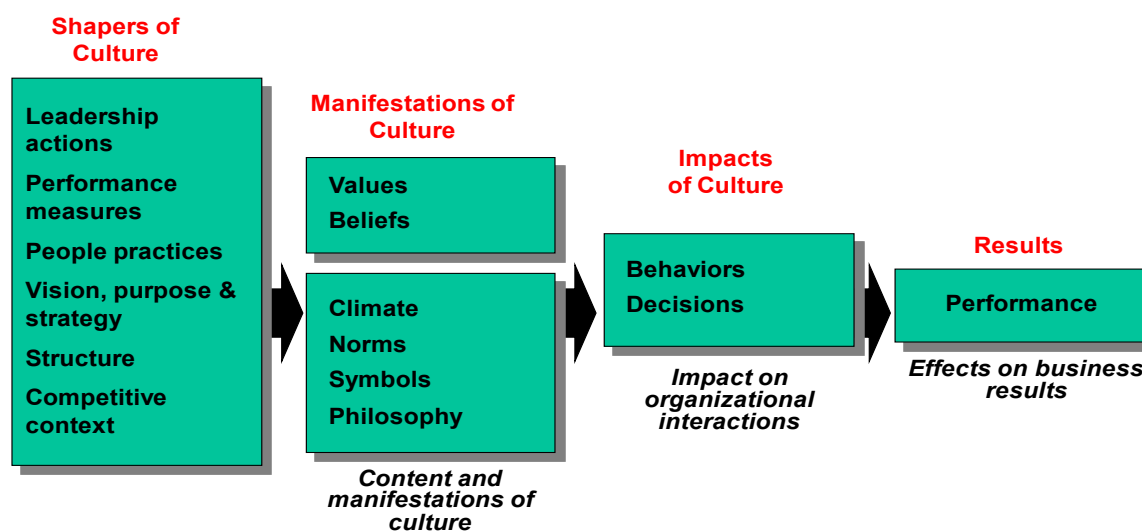 Shapers of
Culture
Leadership
actions
Performance
measures
People practices
Vision, purpose &
strategy
Structure
Competitive
context
Manifestations of
Culture
Values
Beliefs
Climate
Norms
Symbols
Philosophy
Content and
manifestations of
culture
Impacts
of Culture
Behaviors
Decisions
Impact on
organizational
interactions
Results
Performance
Effects on business
results